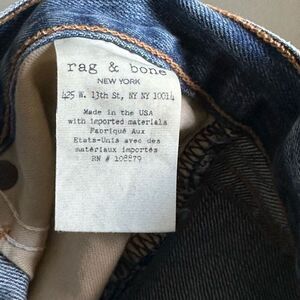 rag & bone
NEW YORK
425 W. 13th St, NY NY 10014
Made in the USA
with imported materials
Fabriqué Aux
Etats-Unis avec des
matériaux importés
RN # 108879